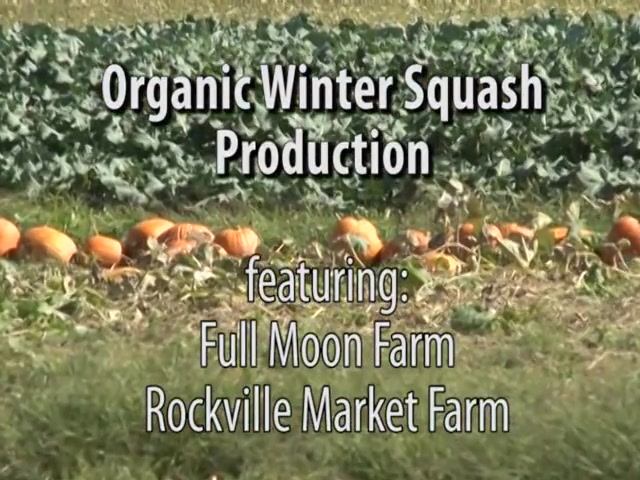 Organic Winter Squash
Production
featuring:
Full Moon Farm
Rockville Market Farm